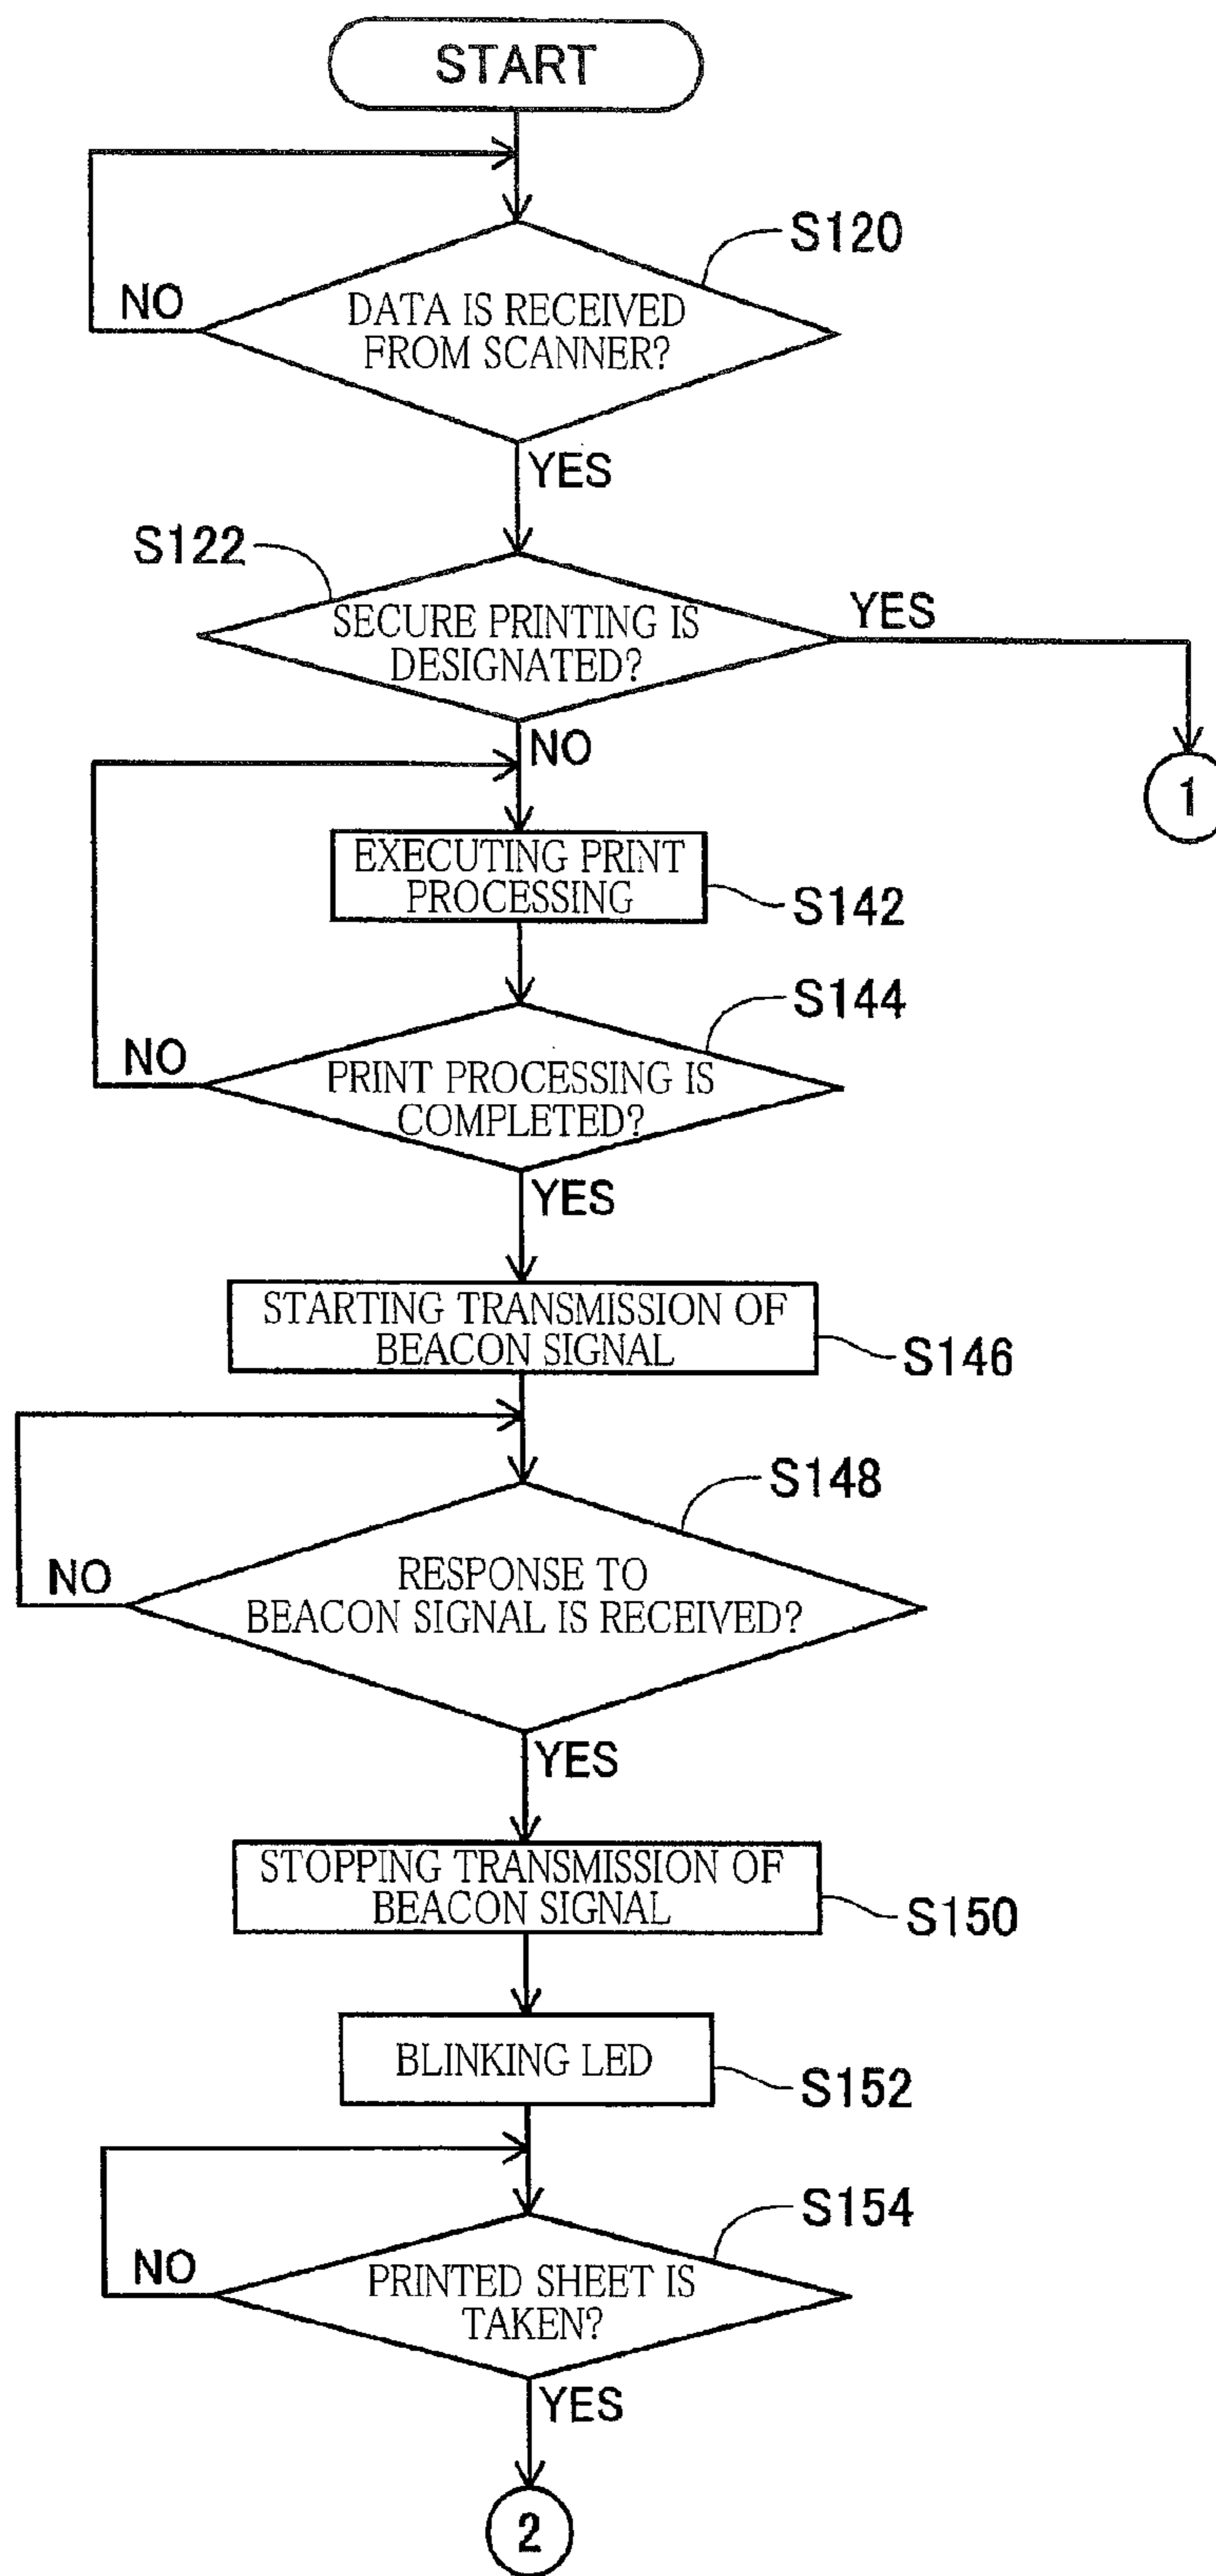 START
S120
NO
DATA IS RECEIVED
FROM SCANNER?
YES
S122
SECURE PRINTING IS
DESIGNATED?
YES
NO
1
EXECUTING PRINT
PROCESSING
S142
S144
NO
PRINT PROCESSING IS
COMPLETED?
YES
STARTING TRANSMISSION OF
BEACON SIGNAL
S146
S148
NO
RESPONSE TO
BEACON SIGNAL IS RECEIVED?
YES
STOPPING TRANSMISSION OF
BEACON SIGNAL
S150
BLINKING LED
S152
S154
NO
PRINTED SHEET IS
TAKEN?
YES
2